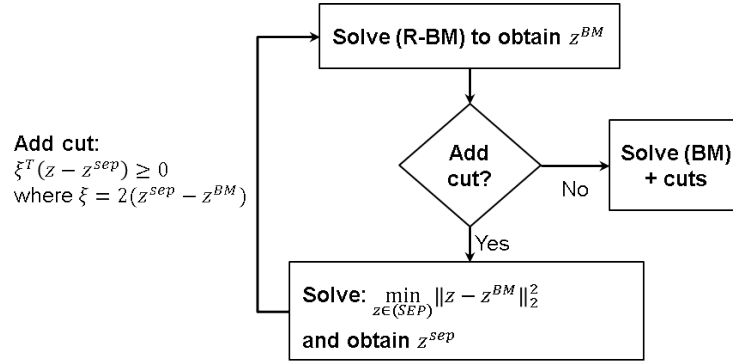 Solve (R-BM) to obtain z^{BM}
Add cut:
ξ^T(z − z^{sep}) ≥ 0
where ξ = 2(z^{sep} − z^{BM})
Add
cut?
No
Solve (BM)
+ cuts
Yes
Solve: min_{z∈(SEP)} ‖z − z^{BM}‖_2^2
and obtain z^{sep}